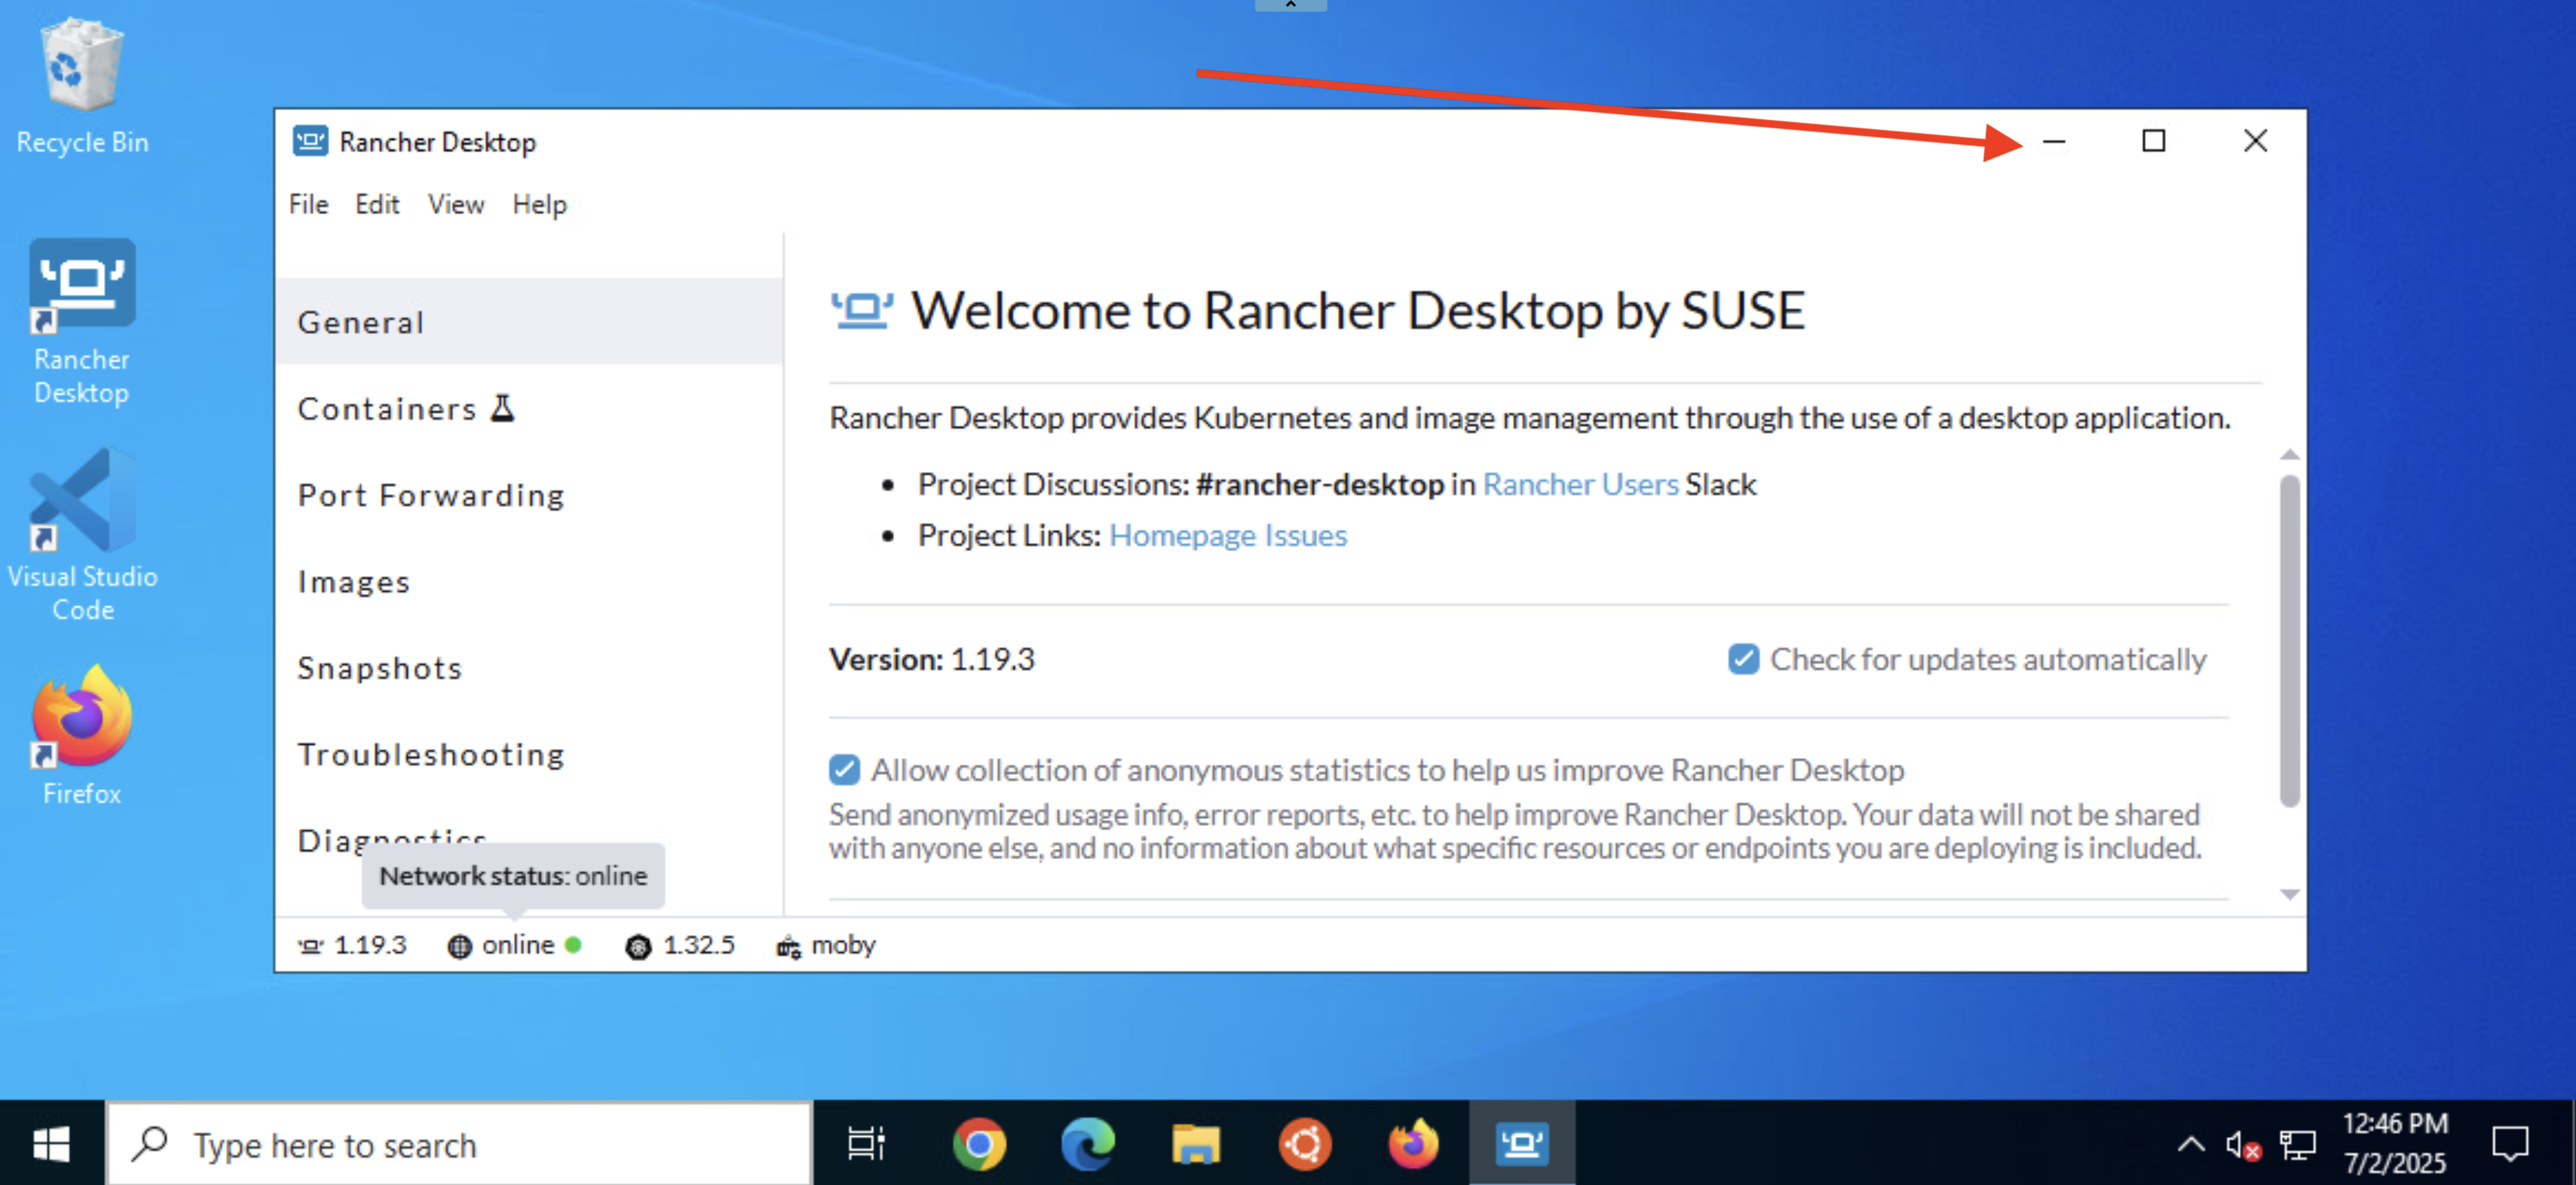 Recycle Bin
Rancher
Desktop
Visual Studio
Code
Firefox
Rancher Desktop
File Edit View Help
General
Containers
Port Forwarding
Images
Snapshots
Troubleshooting
Diagnostics
Network status: online
Welcome to Rancher Desktop by SUSE
Rancher Desktop provides Kubernetes and image management through the use of a desktop application.
• Project Discussions: #rancher-desktop in Rancher Users Slack
• Project Links: Homepage Issues
Version: 1.19.3
Check for updates automatically
Allow collection of anonymous statistics to help us improve Rancher Desktop
Send anonymized usage info, error reports, etc. to help improve Rancher Desktop. Your data will not be shared
with anyone else, and no information about what specific resources or endpoints you are deploying is included.
1.19.3 online 1.32.5 moby
Type here to search
12:46 PM
7/2/2025